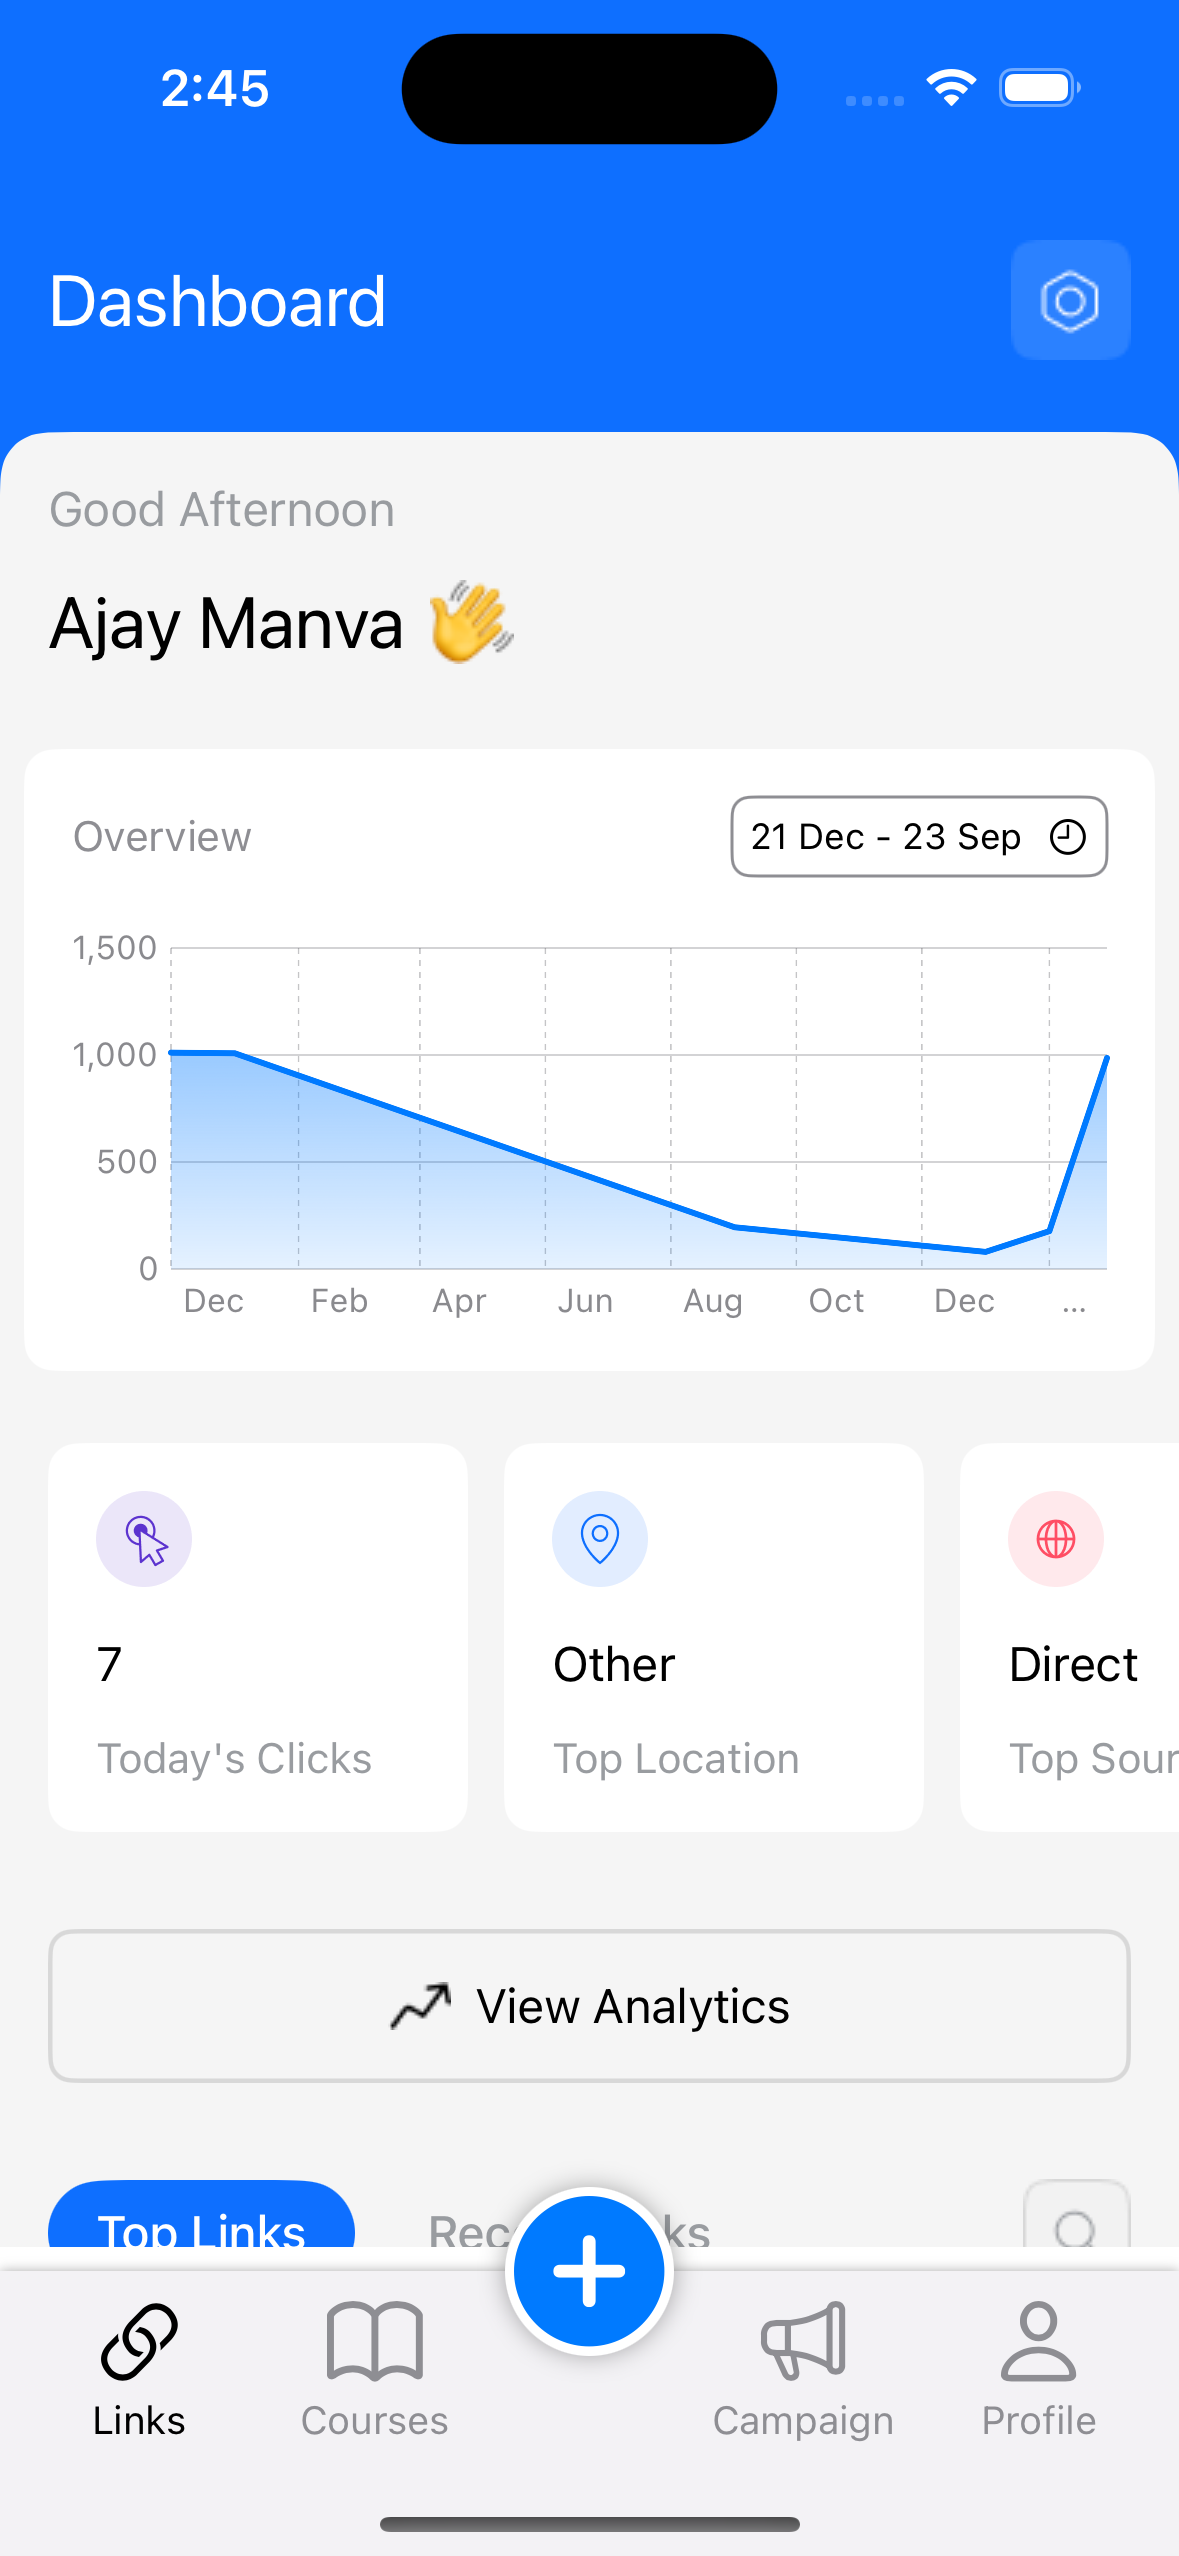 2:45
Dashboard
Good Afternoon
Ajay Manva 👋
Overview
21 Dec - 23 Sep
1,500
1,000
500
0
Dec Feb Apr Jun Aug Oct Dec ...
7
Today's Clicks
Other
Top Location
Direct
Top Sour
View Analytics
Top Links
Rec ks
Links
Courses
Campaign
Profile